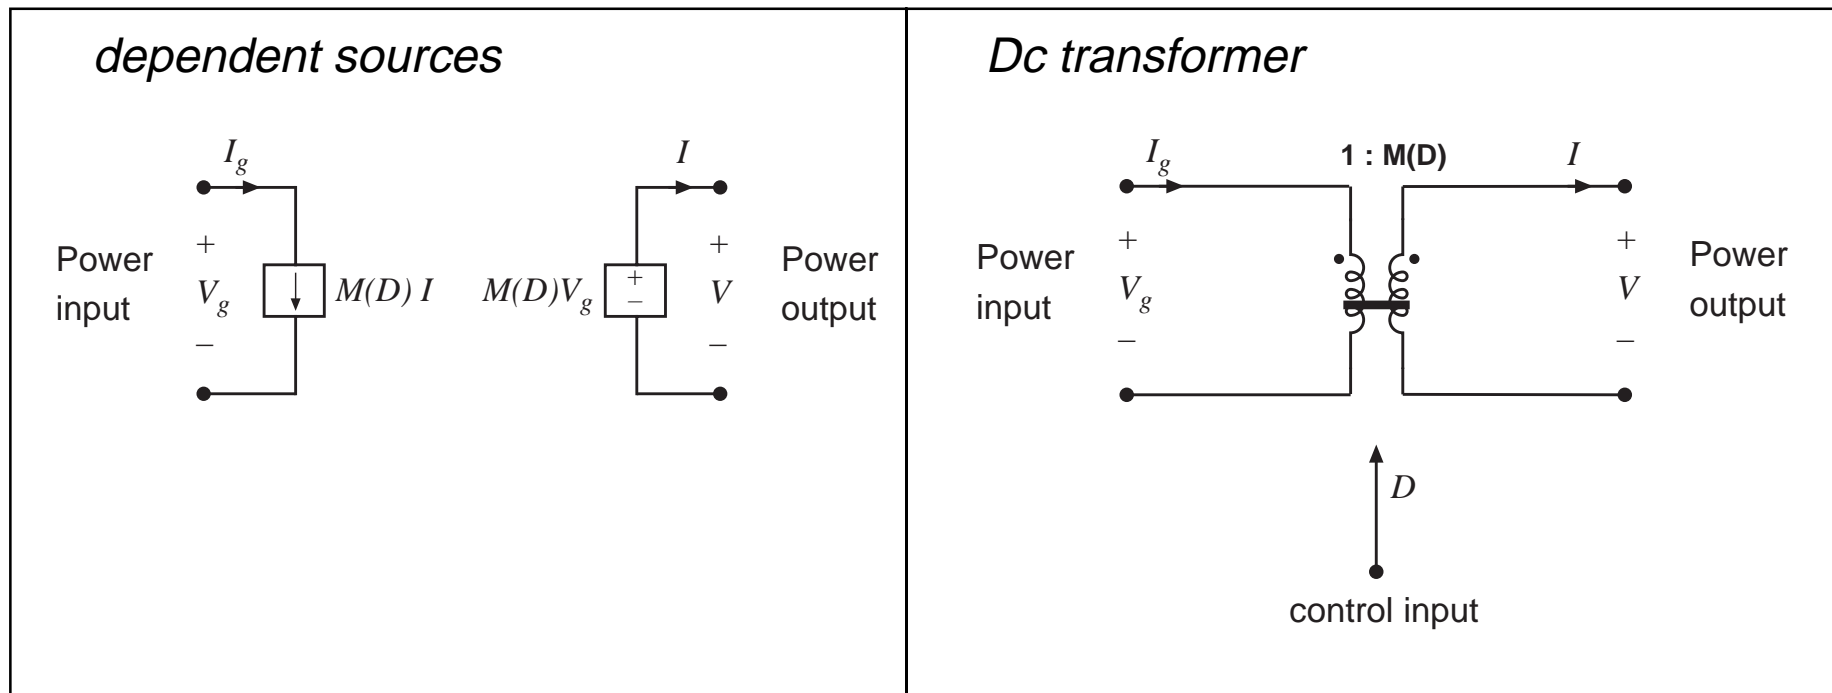 dependent sources
I_g
I
Power
input
+
V_g
–
M(D) I
M(D)V_g
+
–
+
V
–
Power
output
Dc transformer
I_g
1 : M(D)
I
Power
input
+
V_g
–
+
V
–
Power
output
D
control input